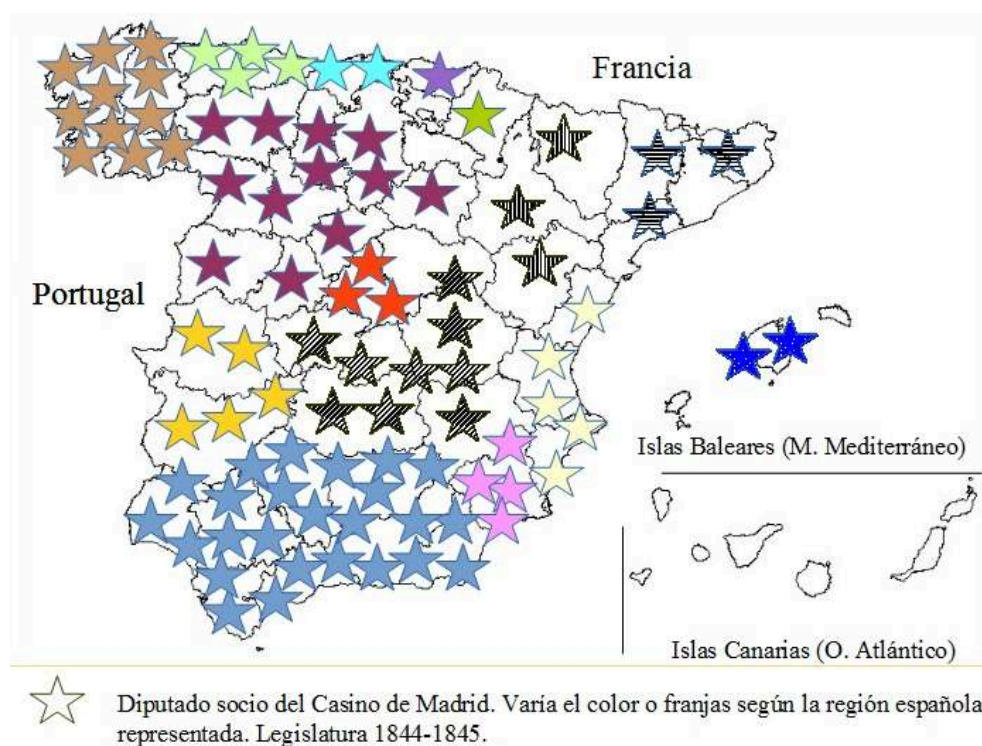 Francia
Portugal
Islas Baleares (M. Mediterráneo)
Islas Canarias (O. Atlántico)
Diputado socio del Casino de Madrid. Varía el color o franjas según la región española
representada. Legislatura 1844-1845.